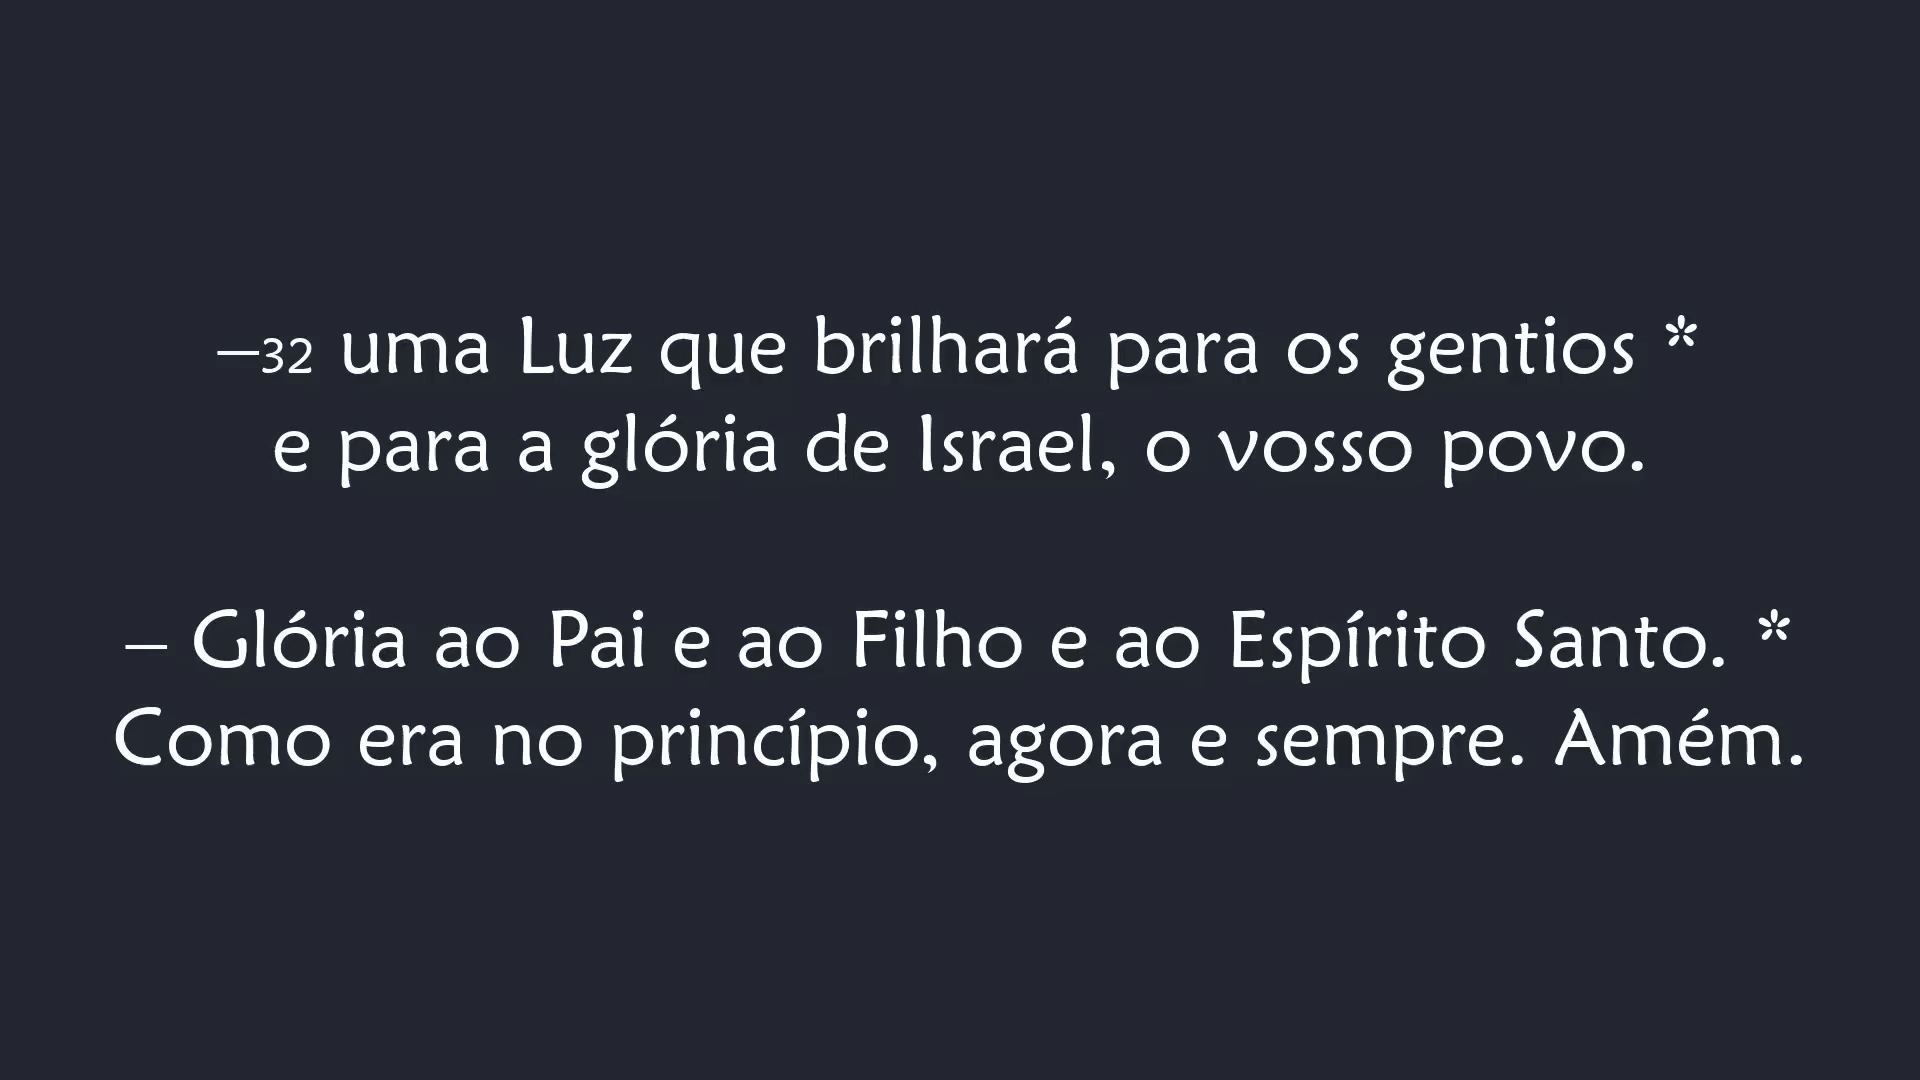 –32 uma Luz que brilhará para os gentios *
e para a glória de Israel, o vosso povo.
– Glória ao Pai e ao Filho e ao Espírito Santo. *
Como era no princípio, agora e sempre. Amém.